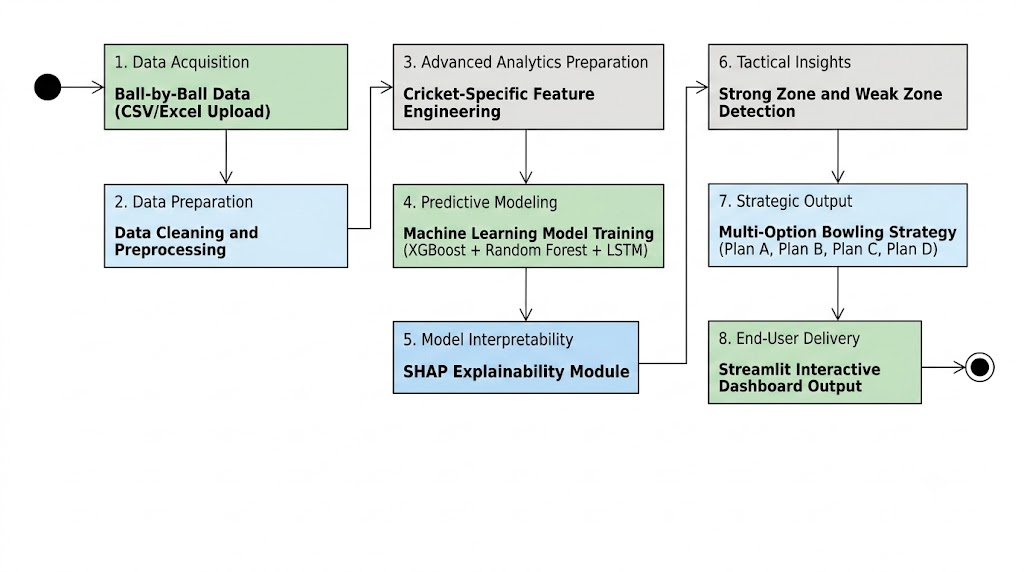 1. Data Acquisition
Ball-by-Ball Data
(CSV/Excel Upload)
2. Data Preparation
Data Cleaning and
Preprocessing
3. Advanced Analytics Preparation
Cricket-Specific Feature
Engineering
4. Predictive Modeling
Machine Learning Model Training
(XGBoost + Random Forest + LSTM)
5. Model Interpretability
SHAP Explainability Module
6. Tactical Insights
Strong Zone and Weak Zone
Detection
7. Strategic Output
Multi-Option Bowling Strategy
(Plan A, Plan B, Plan C, Plan D)
8. End-User Delivery
Streamlit Interactive
Dashboard Output